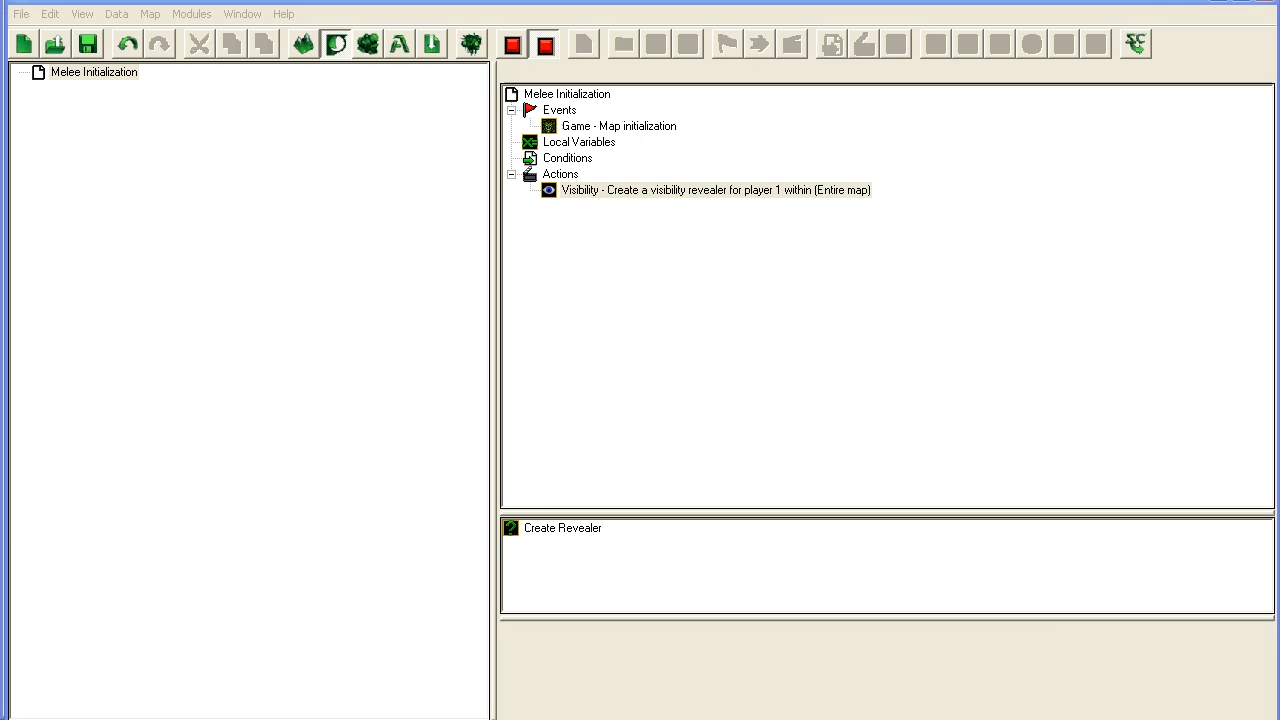 File Edit View Data Map Modules Window Help
Melee Initialization
Melee Initialization
Events
Game - Map initialization
Local Variables
Conditions
Actions
Visibility - Create a visibility revealer for player 1 within (Entire map)
Create Revealer